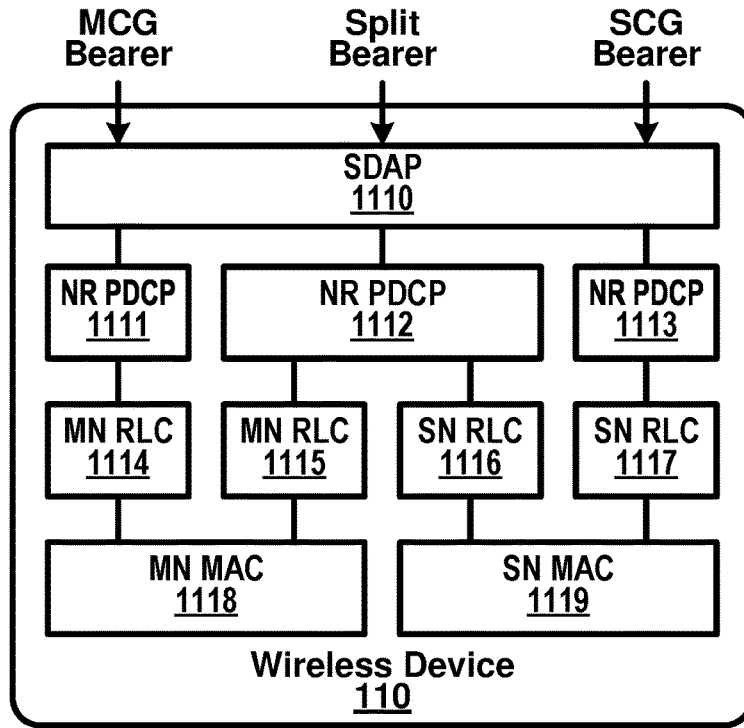 MCG
Bearer
Split
Bearer
SCG
Bearer
SDAP
1110
NR PDCP
1111
NR PDCP
1112
NR PDCP
1113
MN RLC
1114
MN RLC
1115
SN RLC
1116
SN RLC
1117
MN MAC
1118
SN MAC
1119
Wireless Device
110